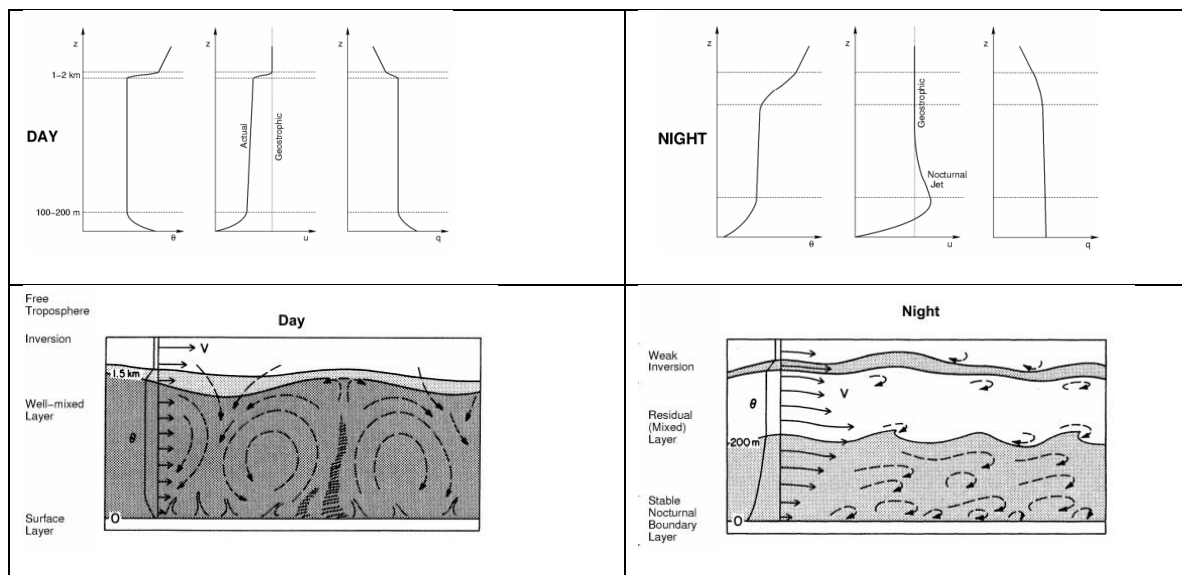 DAY
z
1–2 km
100–200 m
θ
z
Actual
Geostrophic
u
z
q
NIGHT
z
θ
z
Geostrophic
Nocturnal
Jet
u
z
q
Free
Troposphere
Day
Inversion
V
1.5 km
Well–mixed
Layer
θ
Surface
Layer
0
Night
Weak
Inversion
θ
V
Residual
(Mixed)
Layer
200m
Stable
Nocturnal
Boundary
Layer
0